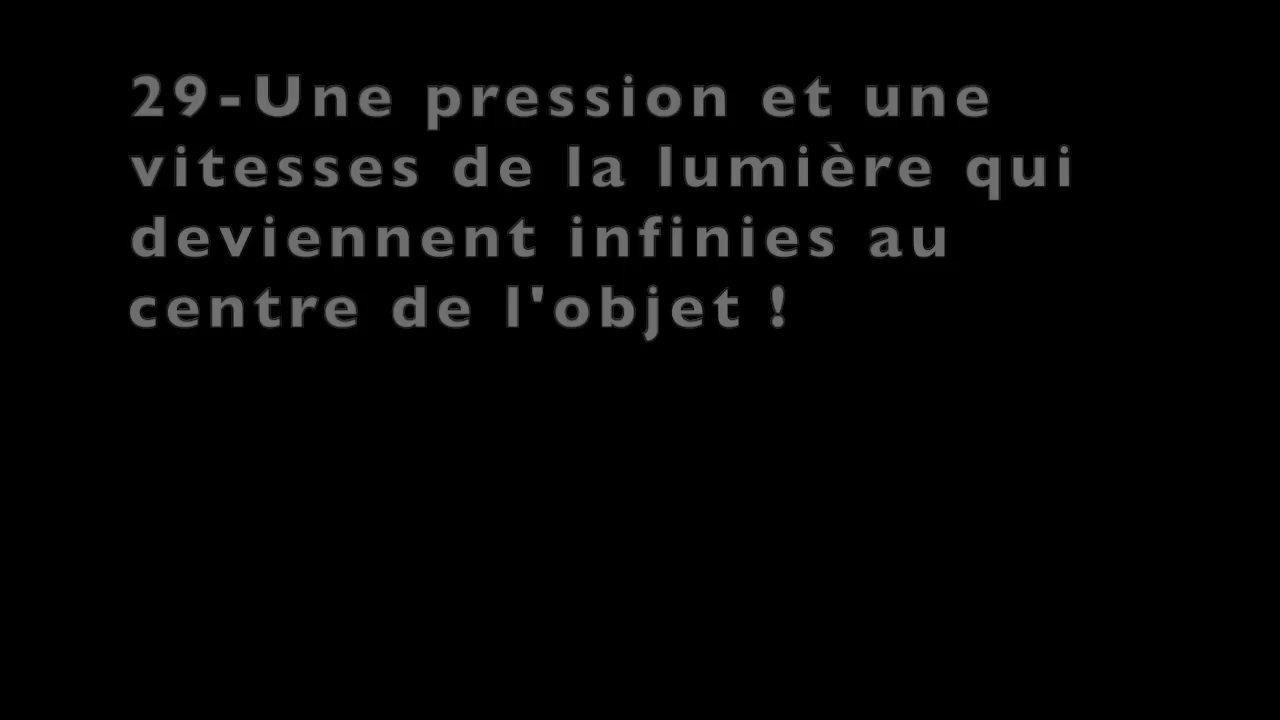 29-Une pression et une
vitesses de la lumière qui
deviennent infinies au
centre de l'objet !